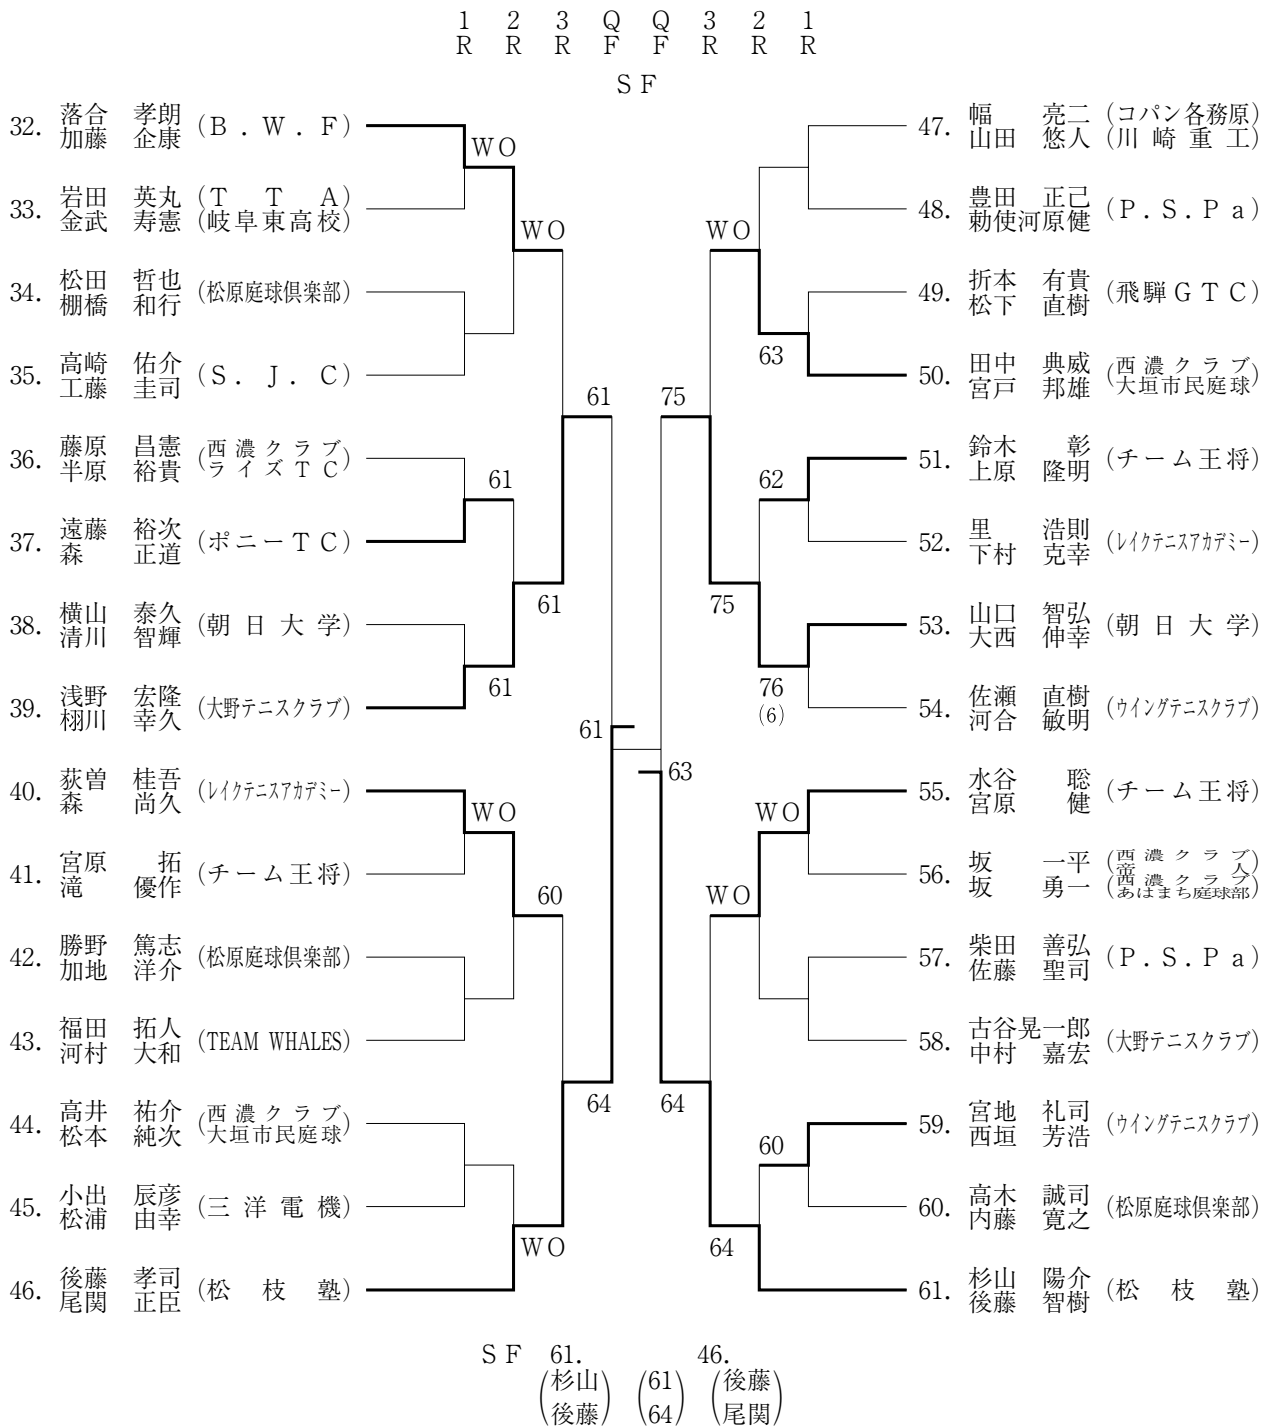 1 2 3 Q Q 3 2 1
R R R F F R R R
S F
32. 落合 孝朗 加藤 企康 (B.W.F)
WO
33. 岩田 英丸 (TTA) 金武 寿憲 (岐阜東高校)
WO
34. 松田 哲也 棚橋 和行 (松原庭球倶楽部)
35. 高崎 佑介 工藤 圭司 (S.J.C)
61
36. 藤原 昌憲 半原 裕貴 (西濃クラブ ライズTC)
61
37. 遠藤 裕次 森 正道 (ポニーTC)
61
38. 横山 泰久 清川 智輝 (朝日大学)
61
39. 浅野 宏隆 栩川 幸久 (大野テニスクラブ)
61
40. 荻曽 桂吾 森 尚久 (レイクテニスアカデミー)
WO
41. 宮原 拓 滝 優作 (チーム王将)
60
42. 勝野 篤志 加地 洋介 (松原庭球倶楽部)
43. 福田 拓人 河村 大和 (TEAM WHALES)
64
44. 高井 祐介 松本 純次 (西濃クラブ 大垣市民庭球)
45. 小出 辰彦 松浦 由幸 (三洋電機)
WO
46. 後藤 孝司 尾関 正臣 (松枝塾)
47. 幅 亮二 (コパン各務原) 山田 悠人 (川崎重工)
48. 豊田 正己 勅使河原健 (P.S.Pa)
WO
49. 折本 有貴 松下 直樹 (飛騨GTC)
63
50. 田中 典威 宮戸 邦雄 (西濃クラブ 大垣市民庭球)
75
51. 鈴木 彰 上原 隆明 (チーム王将)
62
52. 里 浩則 下村 克幸 (レイクテニスアカデミー)
75
53. 山口 智弘 大西 伸幸 (朝日大学)
76
(6)
54. 佐瀬 直樹 河合 敏明 (ウイングテニスクラブ)
63
55. 水谷 聡 宮原 健 (チーム王将)
WO
56. 坂 一平 (西濃クラブ 帝人) 坂 勇一 (西濃クラブ あはまち庭球部)
WO
57. 柴田 善弘 佐藤 聖司 (P.S.Pa)
58. 古谷晃一郎 中村 嘉宏 (大野テニスクラブ)
64
59. 宮地 礼司 西垣 芳浩 (ウイングテニスクラブ)
60
60. 高木 誠司 内藤 寛之 (松原庭球倶楽部)
64
61. 杉山 陽介 後藤 智樹 (松枝塾)
SF 61. 46.
(杉山 (61 (後藤
後藤) 64) 尾関)